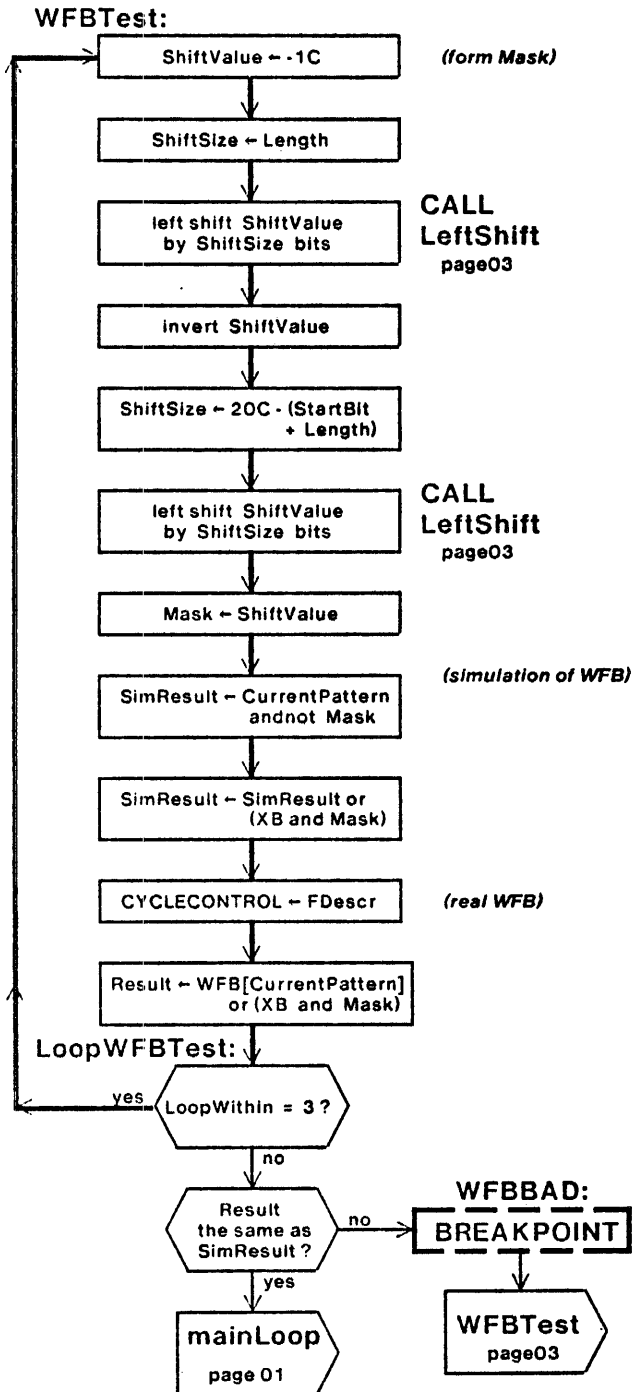 WFBTest:
ShiftValue ← -1C
(form Mask)
ShiftSize ← Length
left shift ShiftValue
by ShiftSize bits
CALL
LeftShift
page03
invert ShiftValue
ShiftSize ← 20C - (StartBit
+ Length)
left shift ShiftValue
by ShiftSize bits
CALL
LeftShift
page03
Mask ← ShiftValue
(simulation of WFB)
SimResult ← CurrentPattern
andnot Mask
SimResult ← SimResult or
(XB and Mask)
CYCLECONTROL ← FDescr
(real WFB)
Result ← WFB[CurrentPattern]
or (XB and Mask)
LoopWFBTest:
yes
LoopWithin = 3 ?
no
Result
the same as
SimResult ?
no
WFBBAD:
BREAKPOINT
yes
mainLoop
page 01
WFBTest
page03